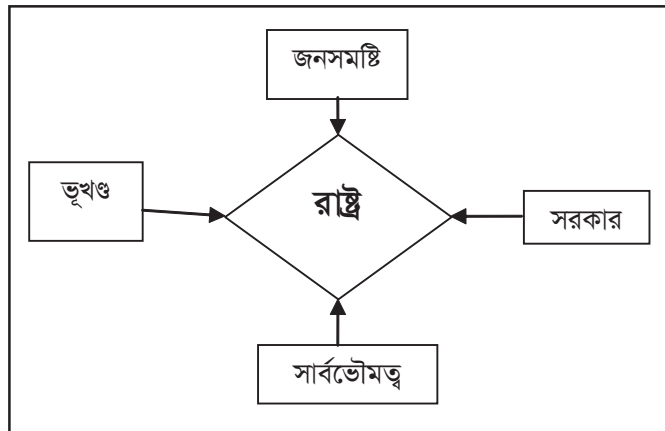 জনসমষ্টি
ভূখণ্ড
রাষ্ট্র
সরকার
সার্বভৌমত্ব